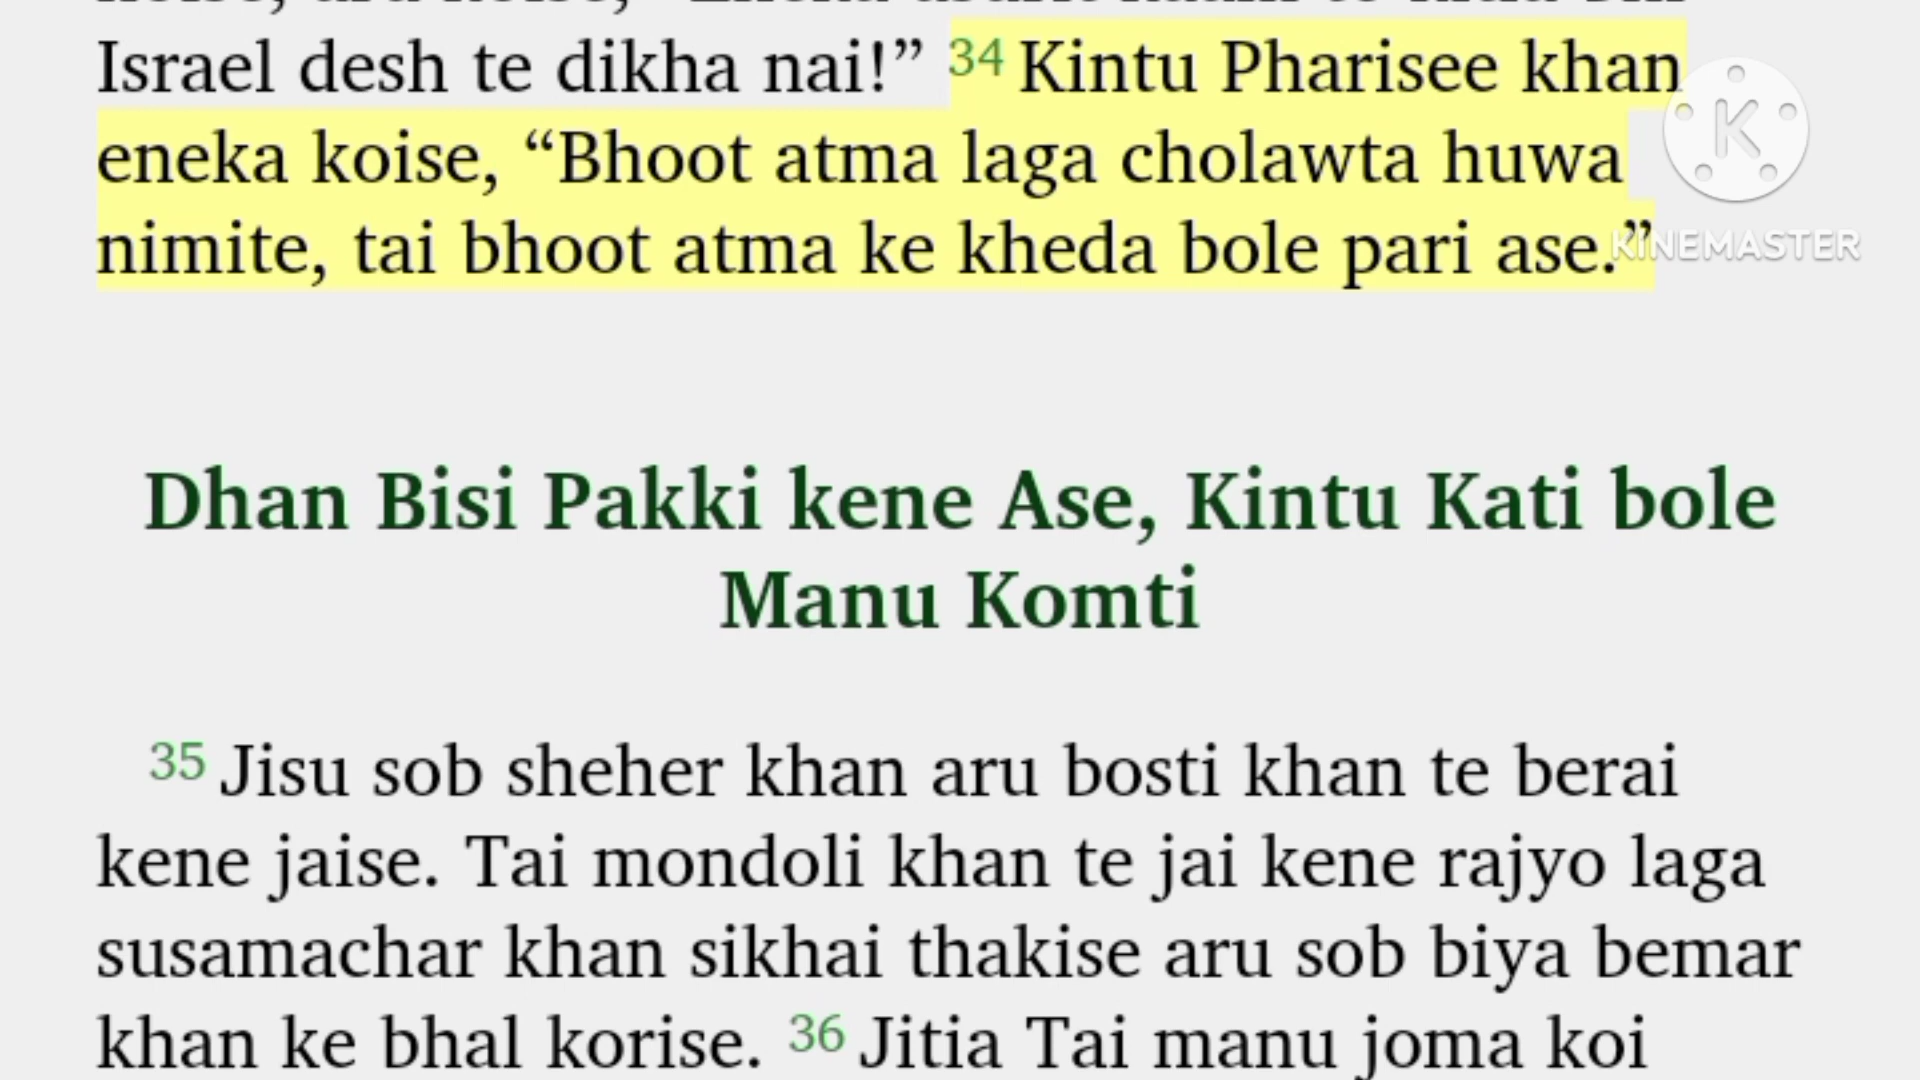 Israel desh te dikha nai!” 34 Kintu Pharisee khan
eneka koise, “Bhoot atma laga cholawta huwa
nimite, tai bhoot atma ke kheda bole pari ase.”
K
KINEMASTER
Dhan Bisi Pakki kene Ase, Kintu Kati bole
Manu Komti
35 Jisu sob sheher khan aru bosti khan te berai
kene jaise. Tai mondoli khan te jai kene rajyo laga
susamachar khan sikhai thakise aru sob biya bemar
khan ke bhal korise. 36 Jitia Tai manu joma koi